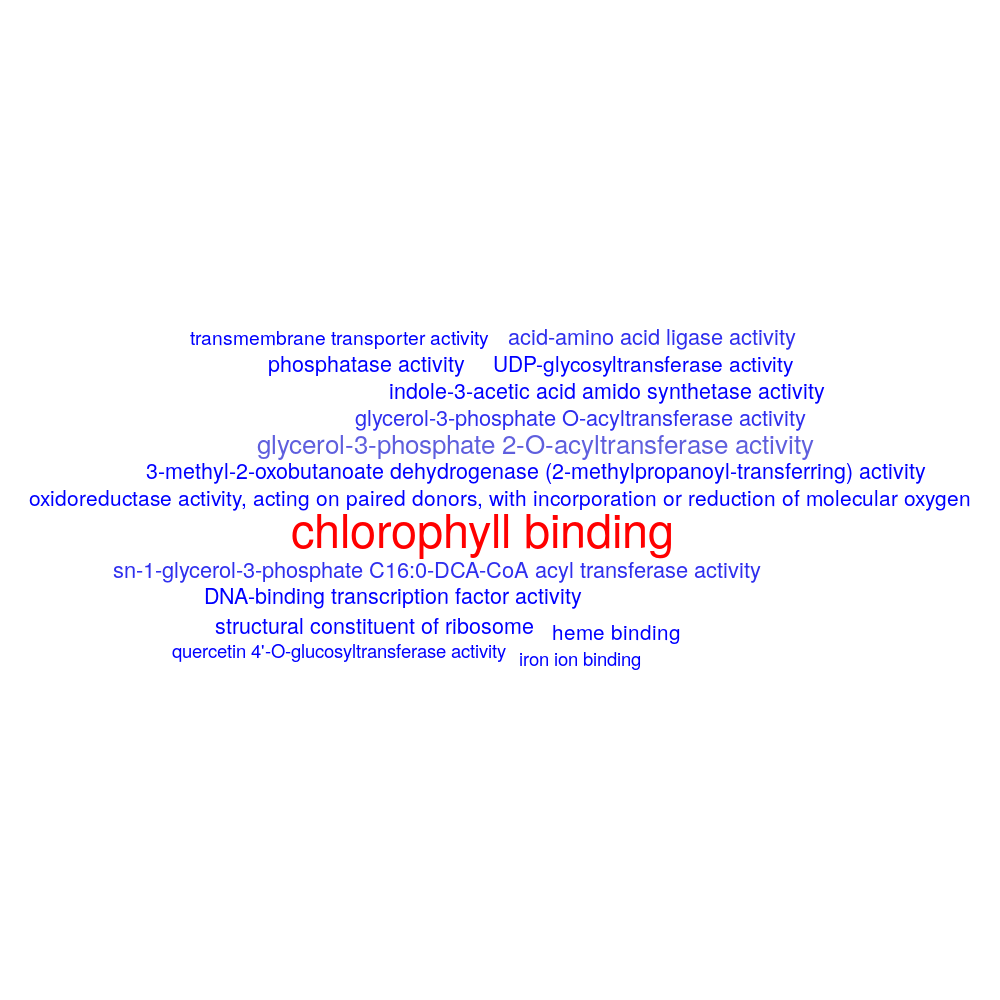 transmembrane transporter activity acid-amino acid ligase activity
phosphatase activity UDP-glycosyltransferase activity
indole-3-acetic acid amido synthetase activity
glycerol-3-phosphate O-acyltransferase activity
glycerol-3-phosphate 2-O-acyltransferase activity
3-methyl-2-oxobutanoate dehydrogenase (2-methylpropanoyl-transferring) activity
oxidoreductase activity, acting on paired donors, with incorporation or reduction of molecular oxygen
chlorophyll binding
sn-1-glycerol-3-phosphate C16:0-DCA-CoA acyl transferase activity
DNA-binding transcription factor activity
structural constituent of ribosome heme binding
quercetin 4'-O-glucosyltransferase activity iron ion binding